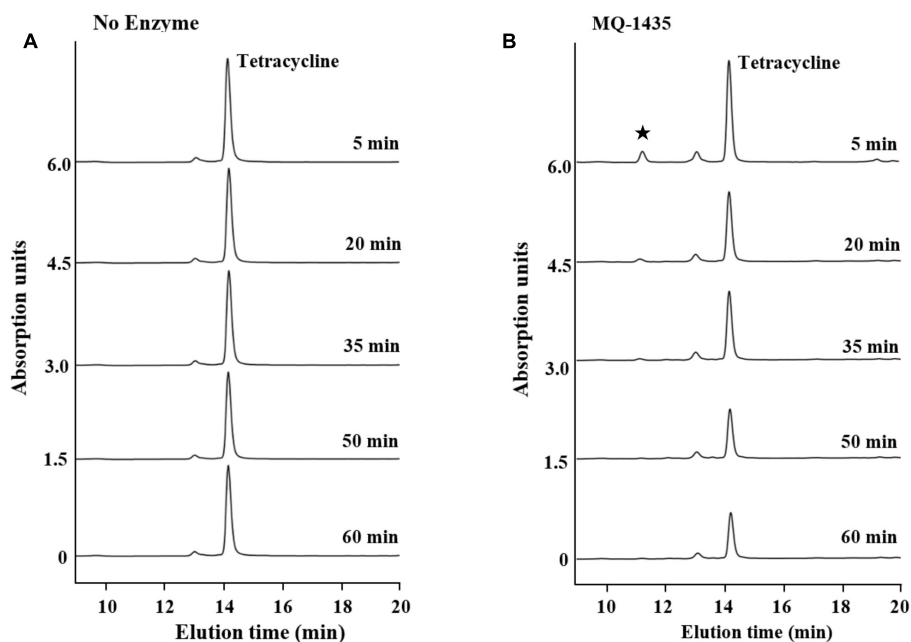 A
No Enzyme
Tetracycline
5 min
6.0
20 min
4.5
35 min
3.0
50 min
1.5
60 min
0
10 12 14 16 18 20
Elution time (min)
Absorption units
B
MQ-1435
Tetracycline
5 min
6.0
20 min
4.5
35 min
3.0
50 min
1.5
60 min
0
10 12 14 16 18 20
Elution time (min)
Absorption units